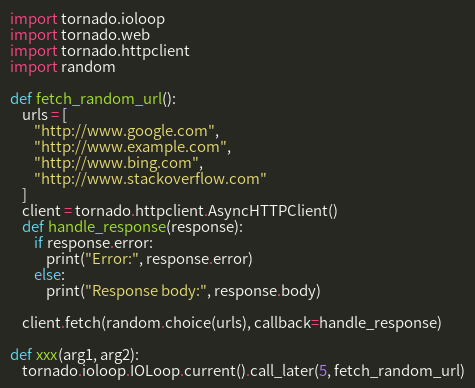 import tornado.ioloop
import tornado.web
import tornado.httpclient
import random

def fetch_random_url():
    urls = [
        "http://www.google.com",
        "http://www.example.com",
        "http://www.bing.com",
        "http://www.stackoverflow.com"
    ]
    client = tornado.httpclient.AsyncHTTPClient()
    def handle_response(response):
        if response.error:
            print("Error:", response.error)
        else:
            print("Response body:", response.body)

    client.fetch(random.choice(urls), callback=handle_response)

def xxx(arg1, arg2):
    tornado.ioloop.IOLoop.current().call_later(5, fetch_random_url)